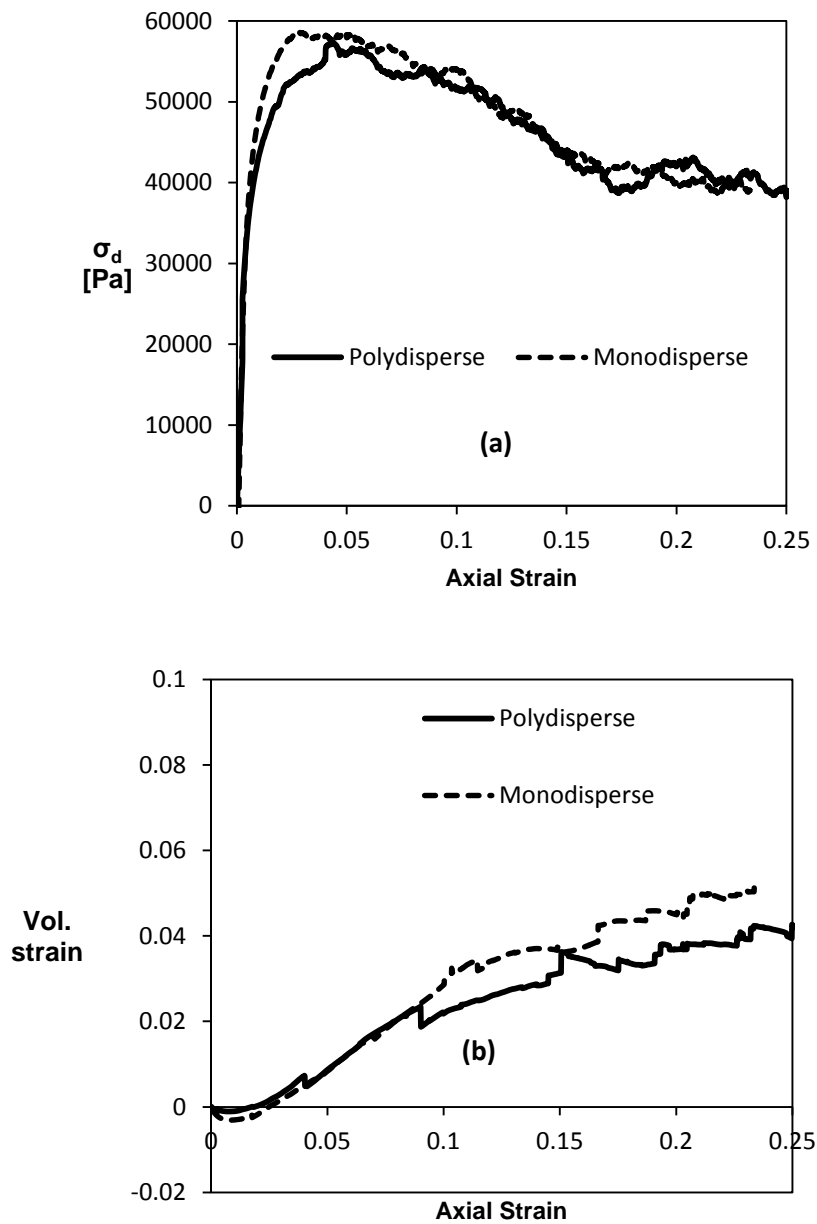 60000
50000
40000
30000
20000
10000
0
σd
[Pa]
Polydisperse
Monodisperse
(a)
0
0.05
0.1
0.15
0.2
0.25
Axial Strain
0.1
0.08
0.06
0.04
0.02
0
-0.02
Vol.
strain
Polydisperse
Monodisperse
(b)
0
0.05
0.1
0.15
0.2
0.25
Axial Strain